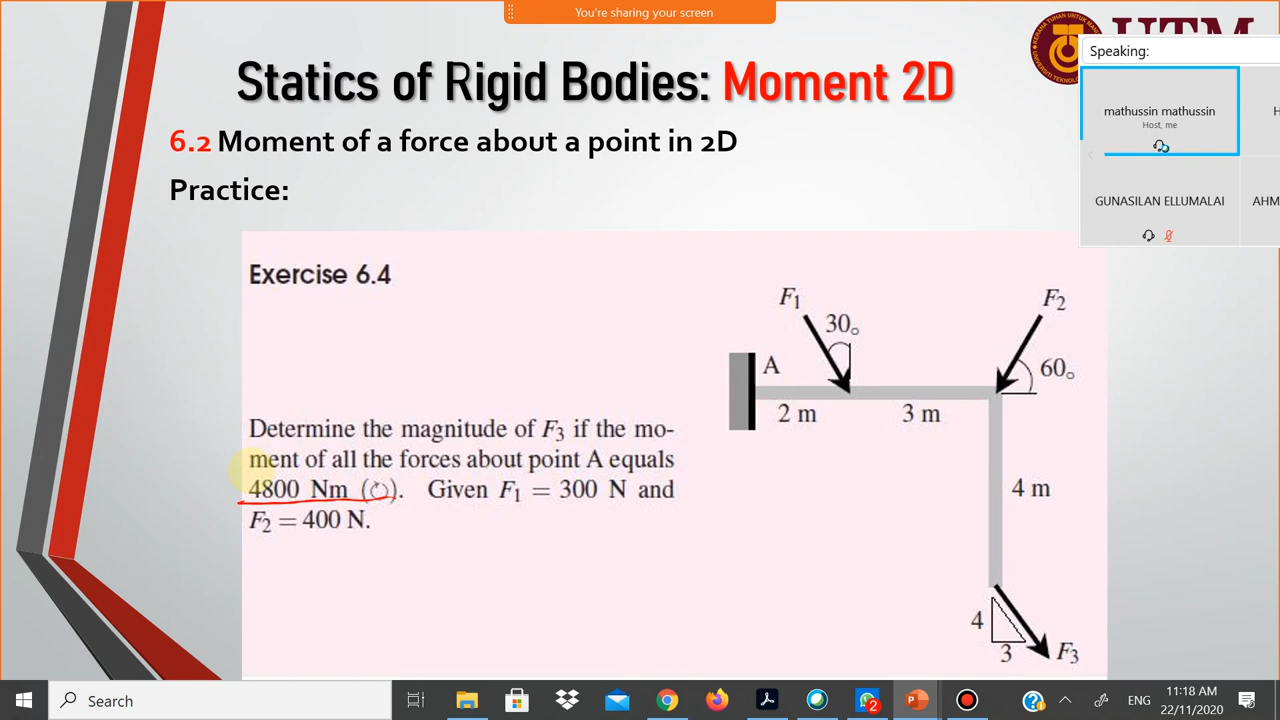 You're sharing your screen
Speaking:
Statics of Rigid Bodies: Moment 2D
mathussin mathussin
Host, me
6.2 Moment of a force about a point in 2D
Practice:
GUNASILAN ELLUMALAI
AHM
Exercise 6.4
F1
30°
F2
A
60°
2 m
3 m
Determine the magnitude of F3 if the mo-
ment of all the forces about point A equals
4800 Nm (↻). Given F1 = 300 N and
F2 = 400 N.
4 m
4
3
F3
Search
2
ENG
11:18 AM
22/11/2020